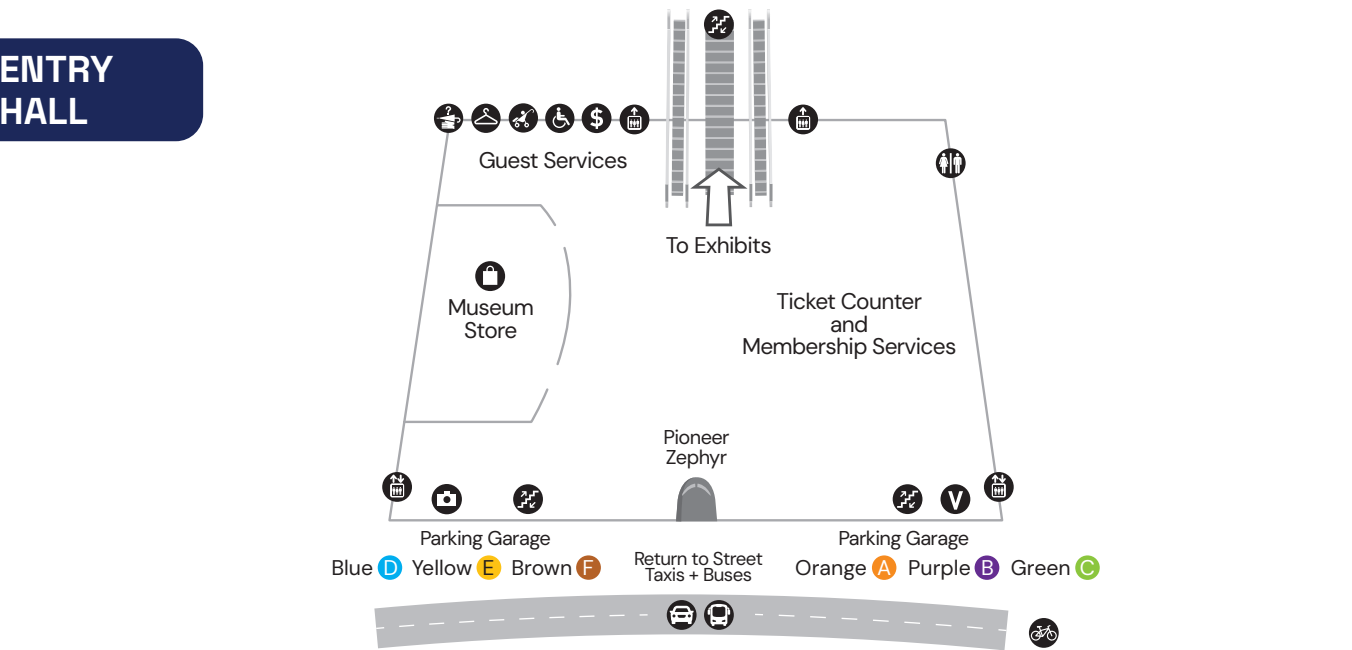 ENTRY
HALL
?
$
Guest Services
To Exhibits
Museum
Store
Ticket Counter
and
Membership Services
Pioneer
Zephyr
V
Parking Garage
Blue D Yellow E Brown F
Return to Street
Taxis + Buses
Parking Garage
Orange A Purple B Green C